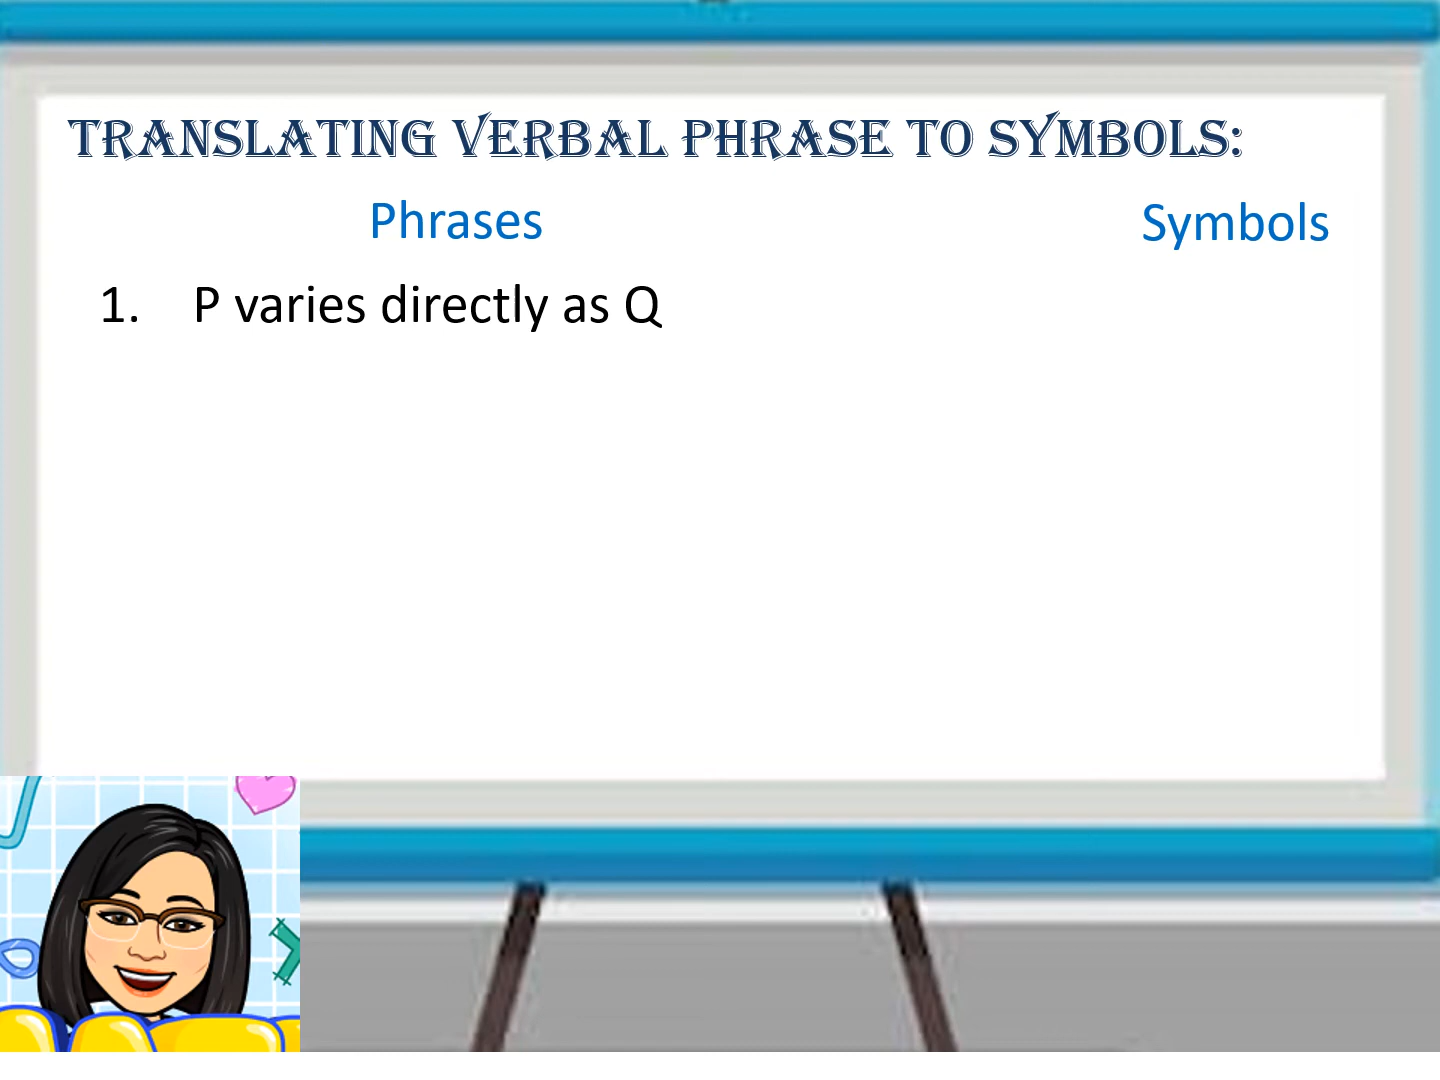 TRANSLATING VERBAL PHRASE TO SYMBOLS:
Phrases Symbols
1. P varies directly as Q